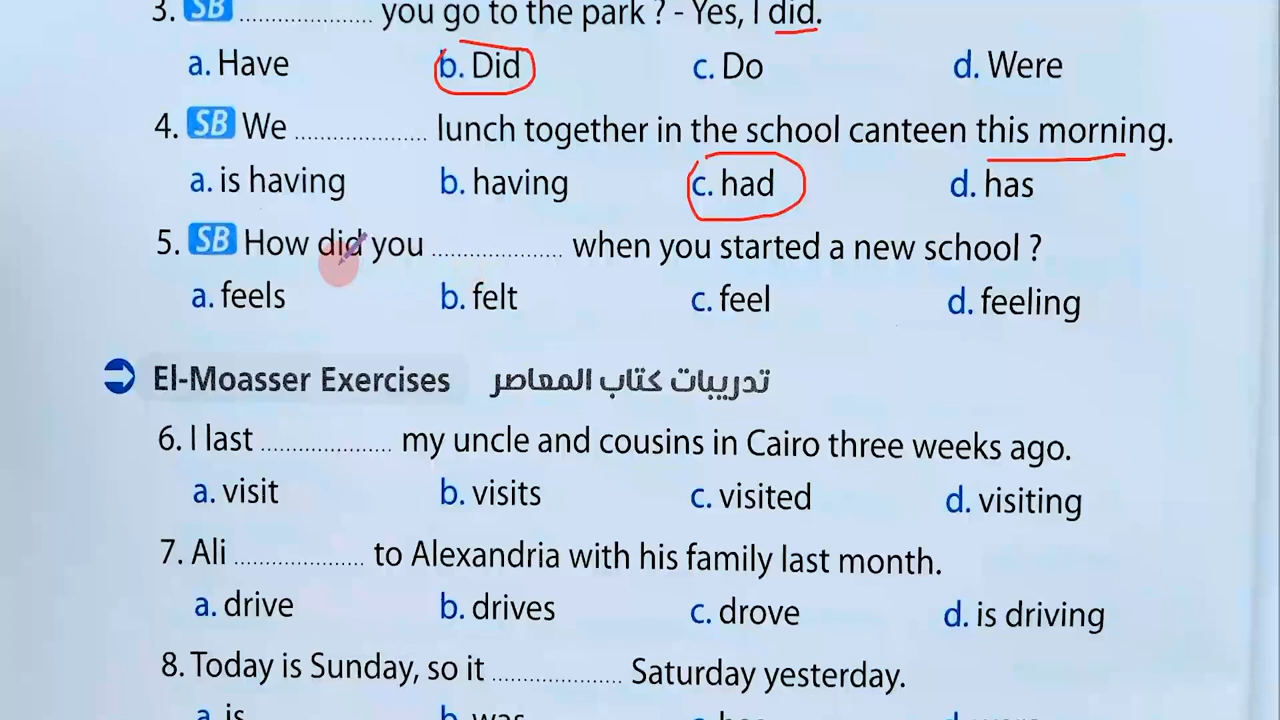 3. SB .................... you go to the park ? - Yes, I did.
a. Have b. Did c. Do d. Were
4. SB We .................... lunch together in the school canteen this morning.
a. is having b. having c. had d. has
5. SB How did you .................... when you started a new school ?
a. feels b. felt c. feel d. feeling
El-Moasser Exercises تدريبات كتاب المعاصر
6. I last .................... my uncle and cousins in Cairo three weeks ago.
a. visit b. visits c. visited d. visiting
7. Ali .................... to Alexandria with his family last month.
a. drive b. drives c. drove d. is driving
8. Today is Sunday, so it .................... Saturday yesterday.
a. is b. was